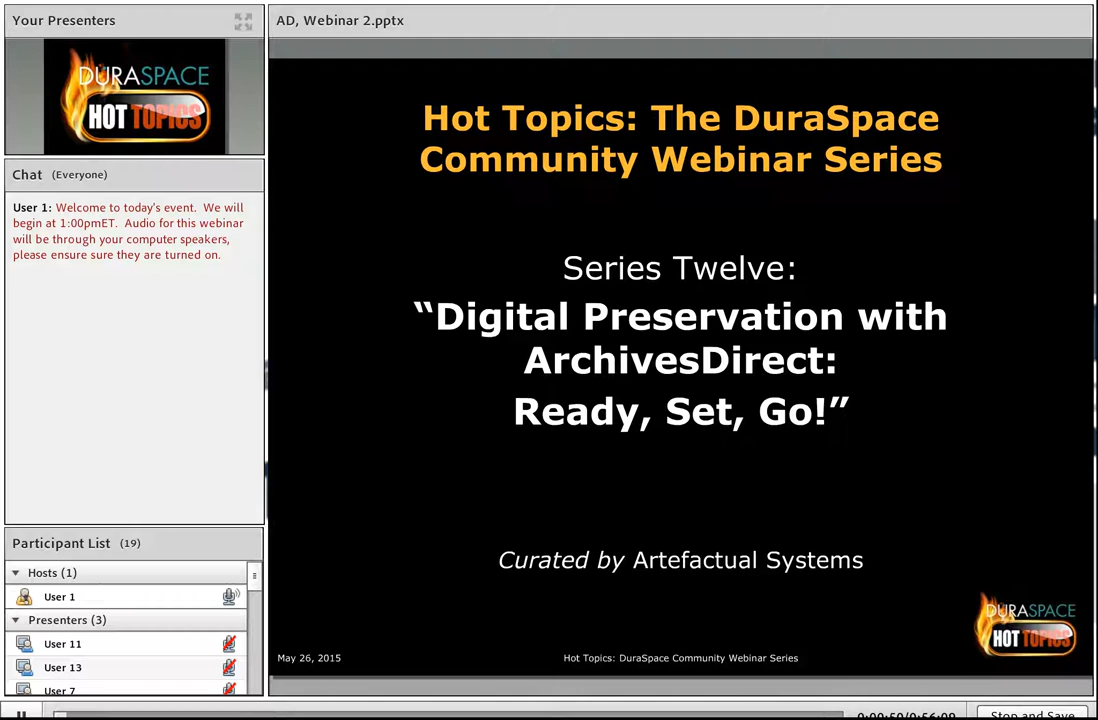 Your Presenters
DURASPACE
HOT TOPICS
Chat (Everyone)
User 1: Welcome to today's event. We will
begin at 1:00pmET. Audio for this webinar
will be through your computer speakers,
please ensure sure they are turned on.
Participant List (19)
Hosts (1)
User 1
Presenters (3)
User 11
User 13
User 7
AD, Webinar 2.pptx
Hot Topics: The DuraSpace
Community Webinar Series
Series Twelve:
“Digital Preservation with
ArchivesDirect:
Ready, Set, Go!”
Curated by Artefactual Systems
DURASPACE
HOT TOPICS
May 26, 2015
Hot Topics: DuraSpace Community Webinar Series
0:00:50/0:56:09
Stop and Save